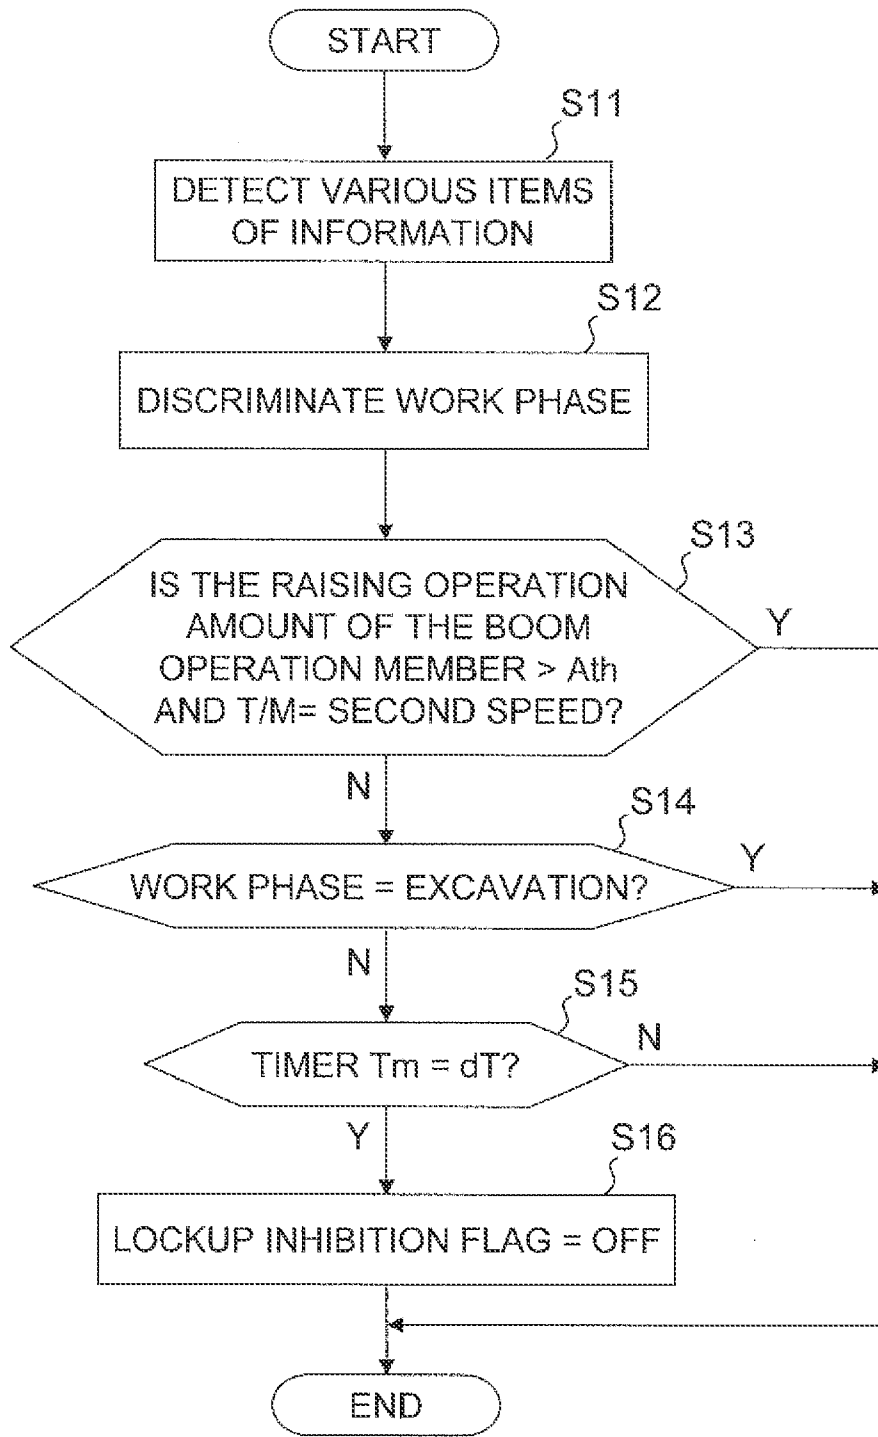 START
S11
DETECT VARIOUS ITEMS
OF INFORMATION
S12
DISCRIMINATE WORK PHASE
S13
IS THE RAISING OPERATION
AMOUNT OF THE BOOM
OPERATION MEMBER > Ath
AND T/M= SECOND SPEED?
Y
N
S14
WORK PHASE = EXCAVATION?
Y
N
S15
TIMER Tm = dT?
N
Y
S16
LOCKUP INHIBITION FLAG = OFF
END